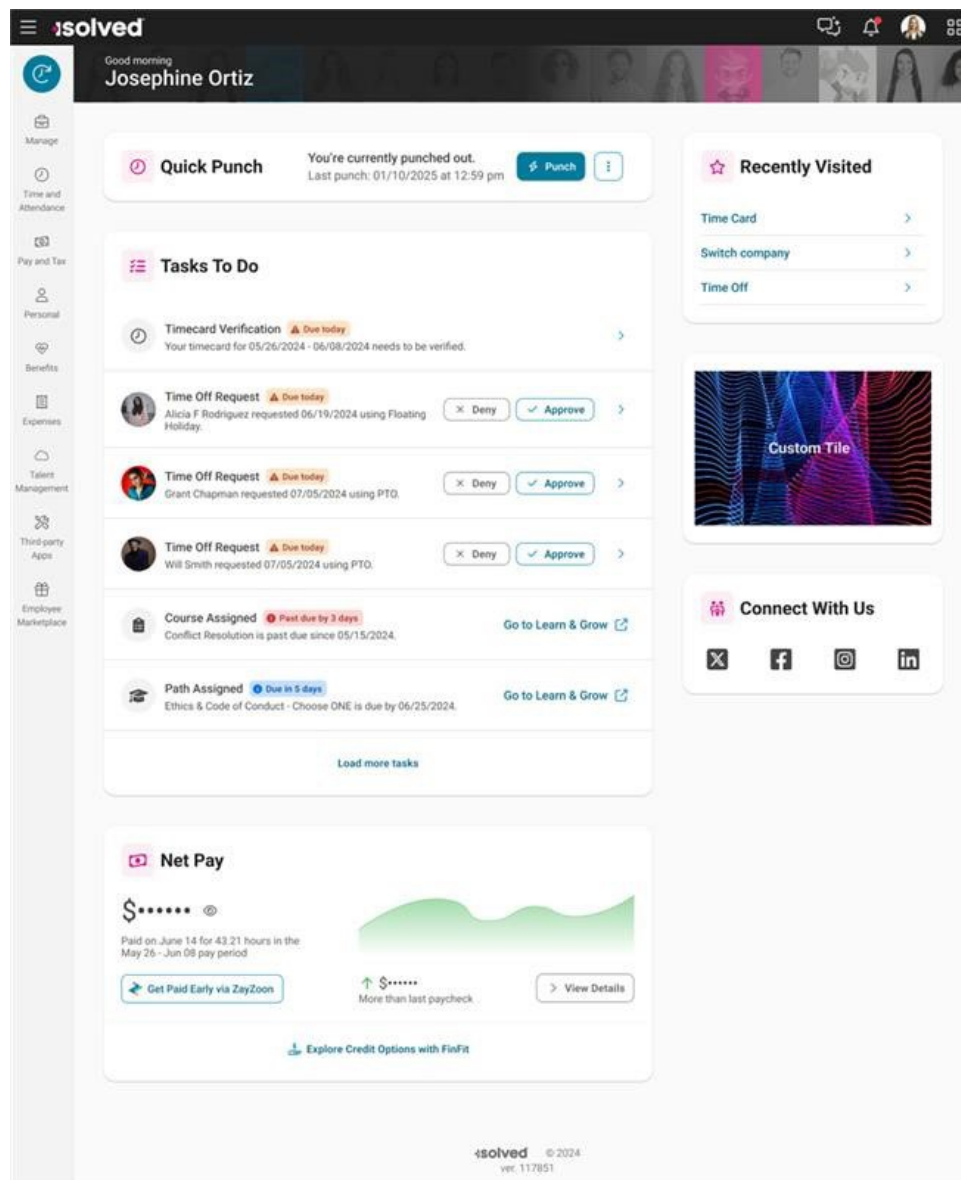 isolved
Good morning
Josephine Ortiz
Manage
Time and
Attendance
Pay and Tax
Personal
Benefits
Expenses
Talent
Management
Third-party
Apps
Employee
Marketplace
Quick Punch
You're currently punched out.
Last punch: 01/10/2025 at 12:59 pm
Punch
Tasks To Do
Timecard Verification Due today
Your timecard for 05/26/2024 - 06/08/2024 needs to be verified.
Time Off Request Due today
Alicia F Rodriguez requested 06/19/2024 using Floating
Holiday.
Deny Approve
Time Off Request Due today
Grant Chapman requested 07/05/2024 using PTO.
Deny Approve
Time Off Request Due today
Will Smith requested 07/05/2024 using PTO.
Deny Approve
Course Assigned Past due by 3 days
Conflict Resolution is past due since 05/15/2024.
Go to Learn & Grow
Path Assigned Due in 5 days
Ethics & Code of Conduct - Choose ONE is due by 06/25/2024.
Go to Learn & Grow
Load more tasks
Net Pay
$••••••
Paid on June 14 for 43.21 hours in the
May 26 - Jun 08 pay period
Get Paid Early via ZayZoon
$••••••
More than last paycheck
View Details
Explore Credit Options with FinFit
Recently Visited
Time Card
Switch company
Time Off
Custom Tile
Connect With Us
isolved © 2024
ver. 117851